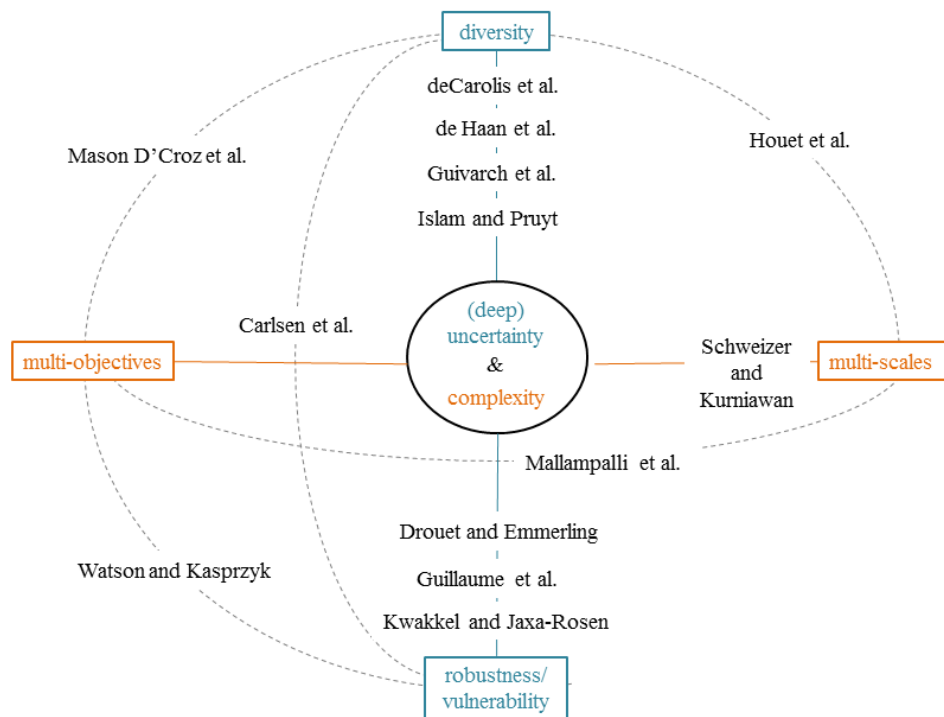 diversity
deCarolis et al.
de Haan et al.
Houet et al.
Mason D’Croz et al.
Guivarch et al.
Islam and Pruyt
(deep)
uncertainty
&
complexity
Carlsen et al.
multi-objectives
Schweizer
and
Kurniawan
multi-scales
Mallampalli et al.
Drouet and Emmerling
Watson and Kasprzyk
Guillaume et al.
Kwakkel and Jaxa-Rosen
robustness/
vulnerability